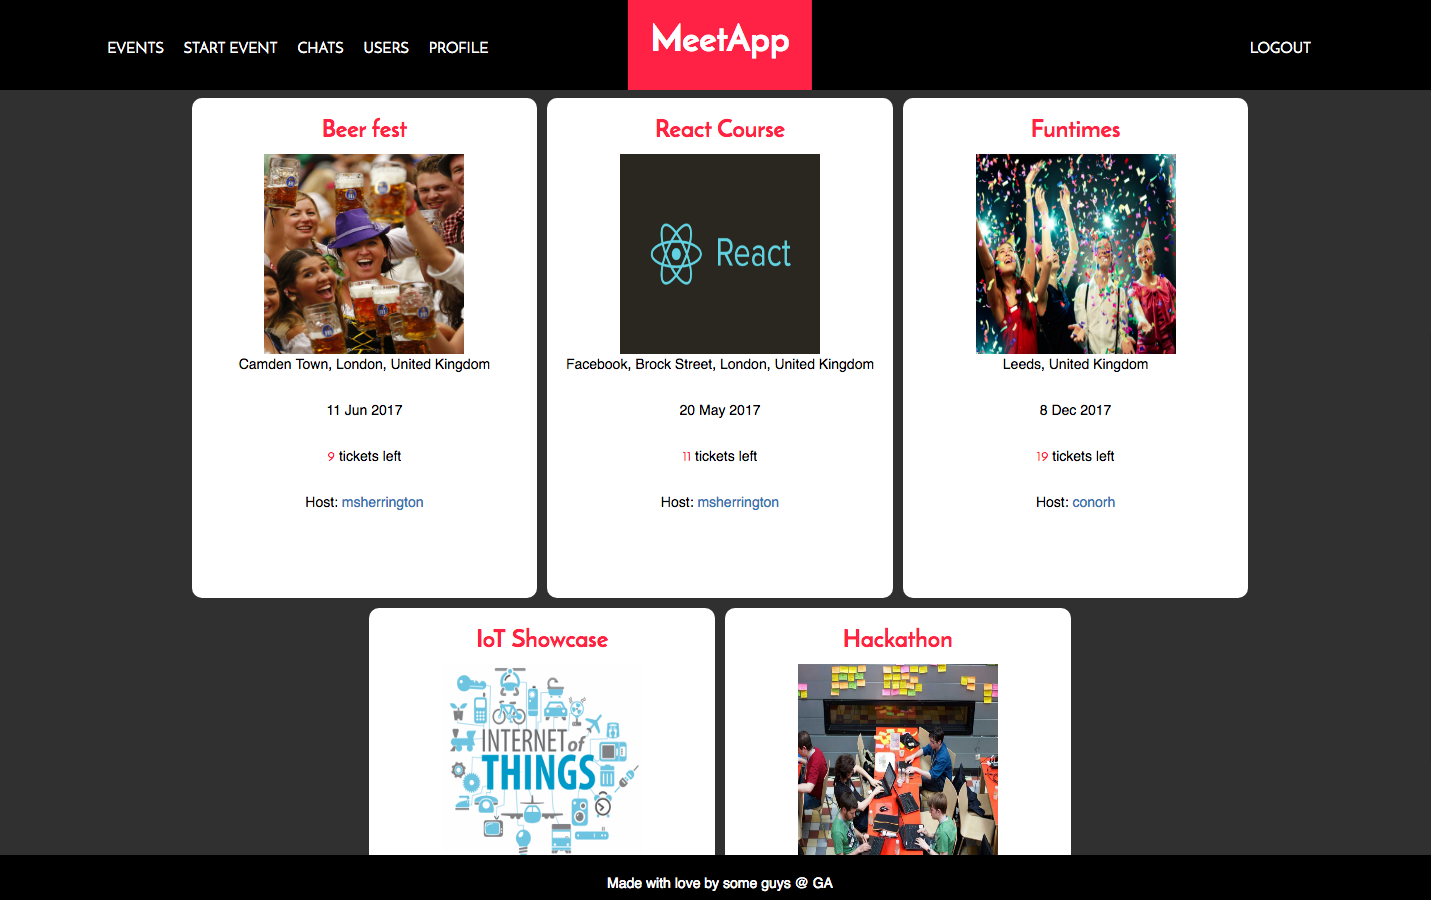 EVENTS START EVENT CHATS USERS PROFILE MeetApp LOGOUT
Beer fest
Camden Town, London, United Kingdom
11 Jun 2017
9 tickets left
Host: msherrington
React Course
React
Facebook, Brock Street, London, United Kingdom
20 May 2017
11 tickets left
Host: msherrington
Funtimes
Leeds, United Kingdom
8 Dec 2017
19 tickets left
Host: conorh
IoT Showcase
INTERNET of
THINGS
Hackathon
Made with love by some guys @ GA